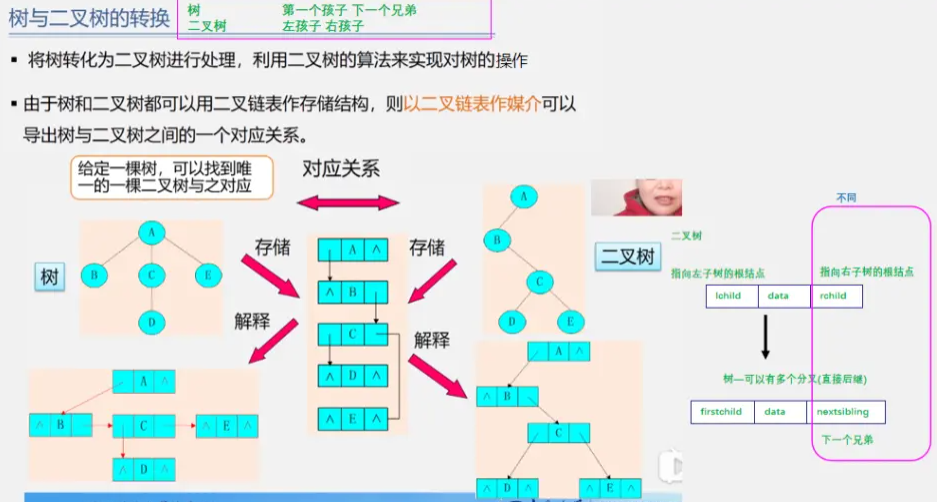 树与二叉树的转换
树 第一个孩子 下一个兄弟
二叉树 左孩子 右孩子
▪ 将树转化为二叉树进行处理，利用二叉树的算法来实现对树的操作
▪ 由于树和二叉树都可以用二叉链表作存储结构，则以二叉链表作媒介可以
导出树与二叉树之间的一个对应关系。
给定一棵树，可以找到唯
一的一棵二叉树与之对应
对应关系
树
A
B C E
D
存储
解释
∧ A ∧
∧ B
C
∧ D ∧
∧ E ∧
存储
解释
A
B
C
D E
二叉树
A ∧
∧ B
C
∧ E ∧
∧ D ∧
A ∧
∧ B
C
∧ D ∧
∧ E ∧
不同
二叉树
指向左子树的根结点
指向右子树的根结点
lchild data rchild
树—可以有多个分叉(直接后继)
firstchild data nextsibling
下一个兄弟